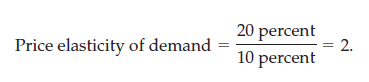 Price elasticity of demand = 20 percent / 10 percent = 2.